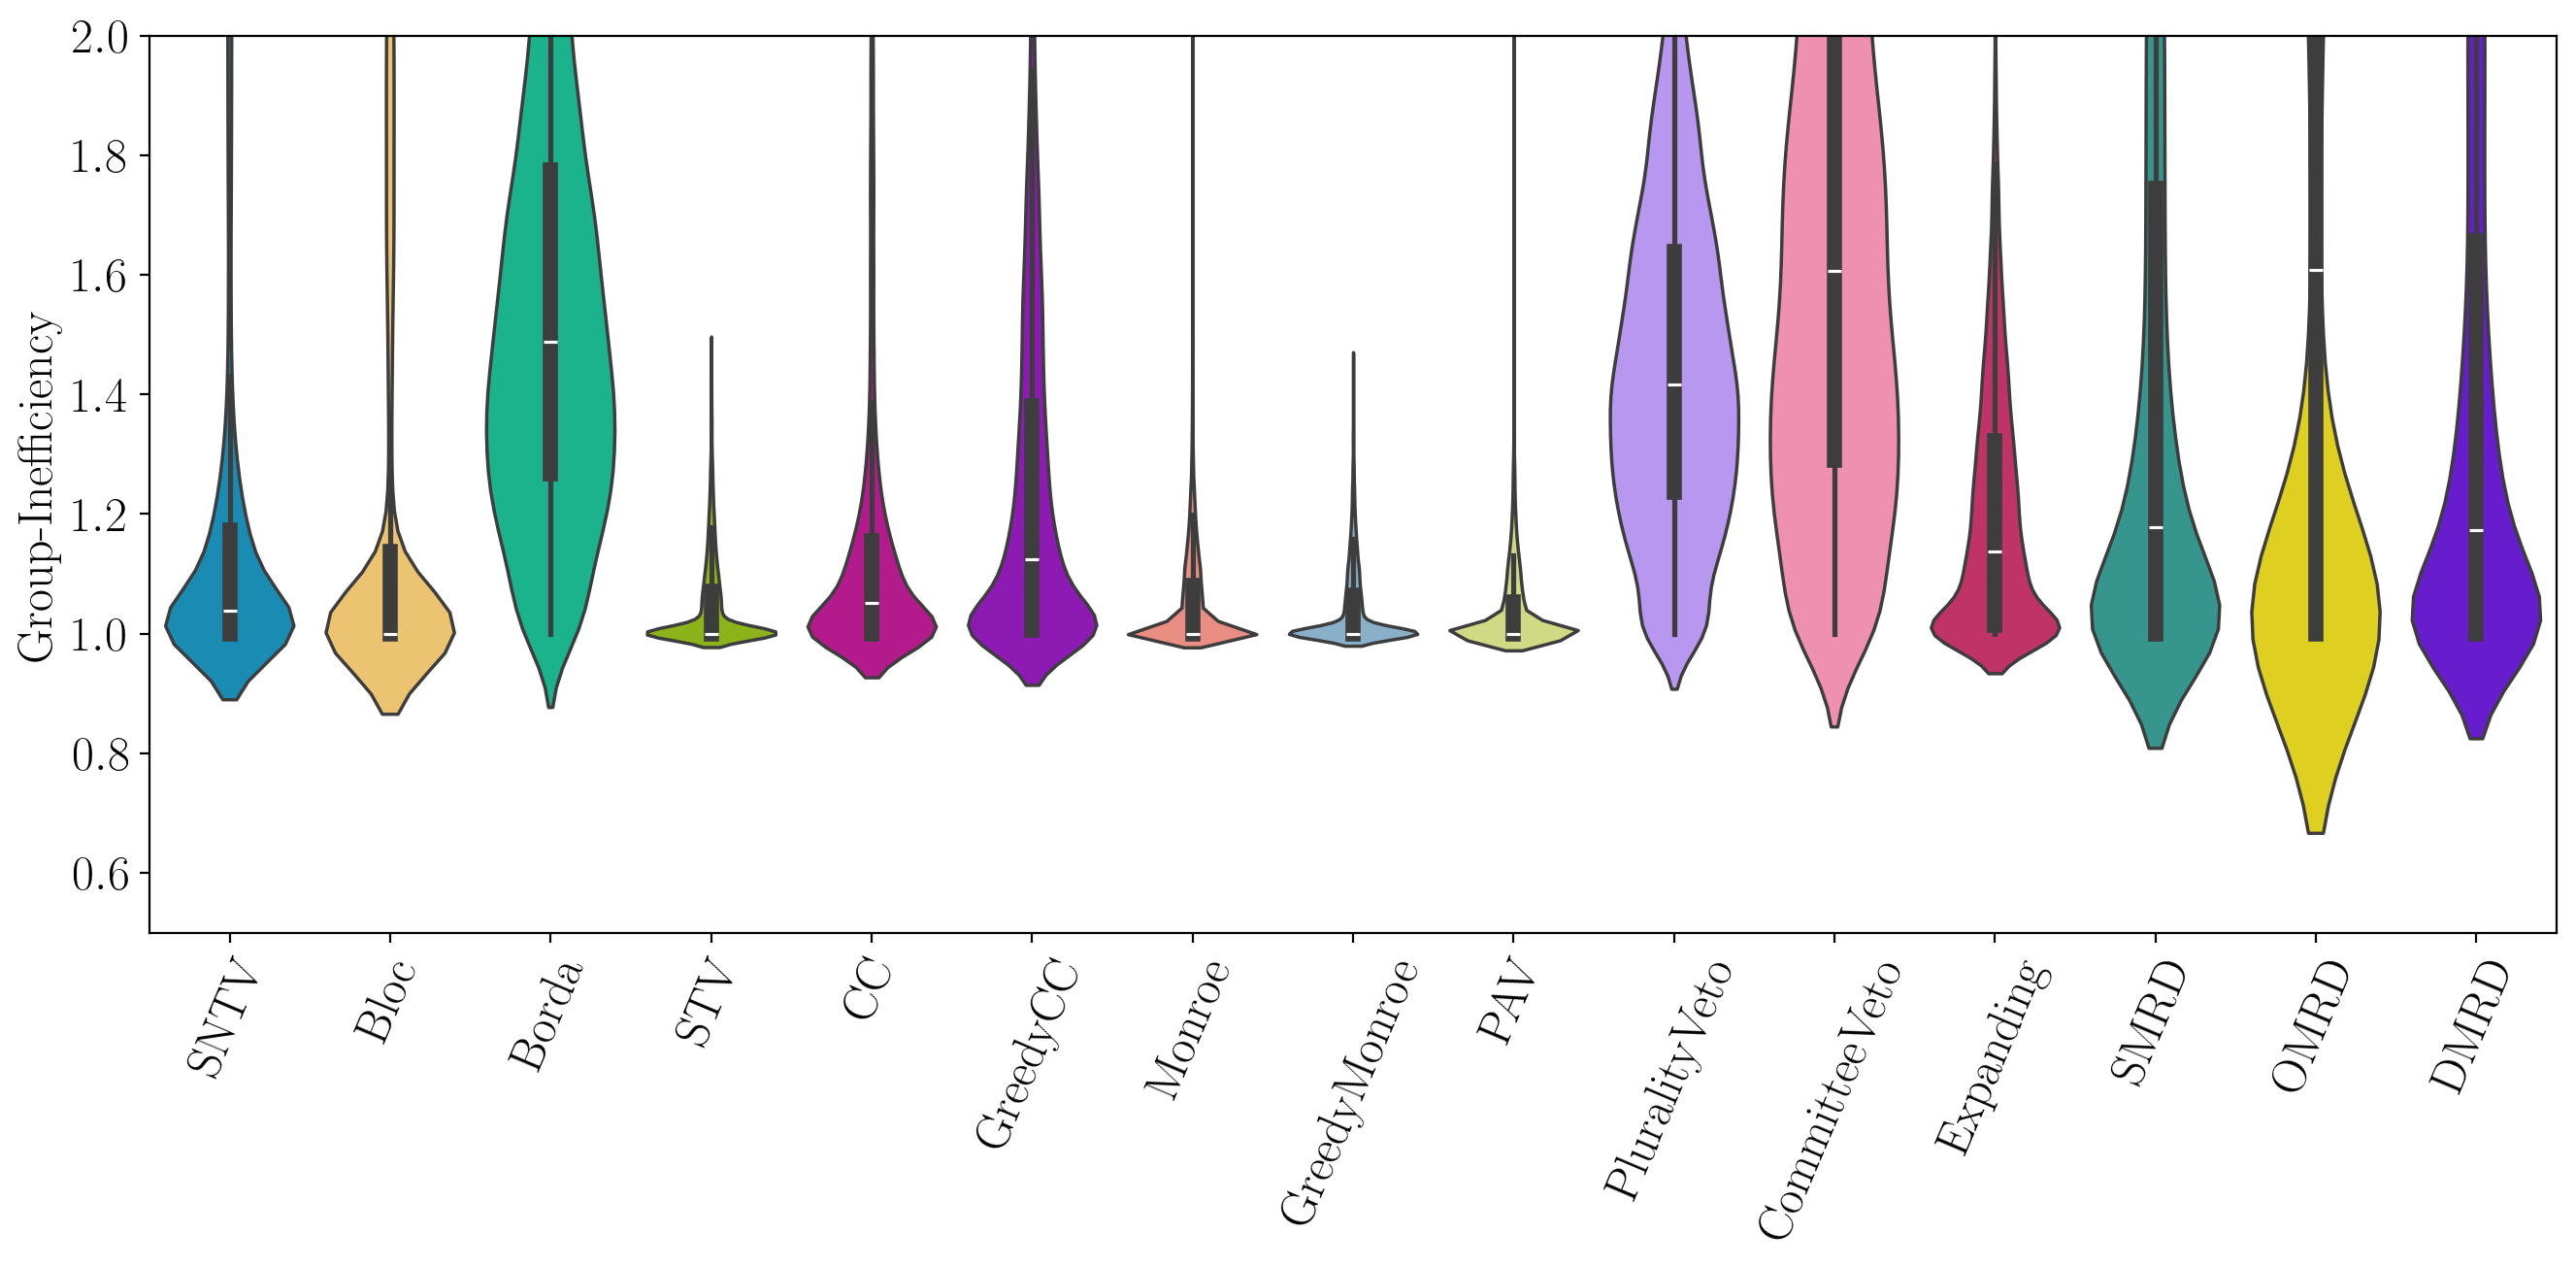 Group-Inefficiency
2.0
1.8
1.6
1.4
1.2
1.0
0.8
0.6
SNTV
Bloc
Borda
STV
CC
GreedyCC
Monroe
GreedyMonroe
PAV
PluralityVeto
CommitteeVeto
Expanding
SMRD
OMRD
DMRD